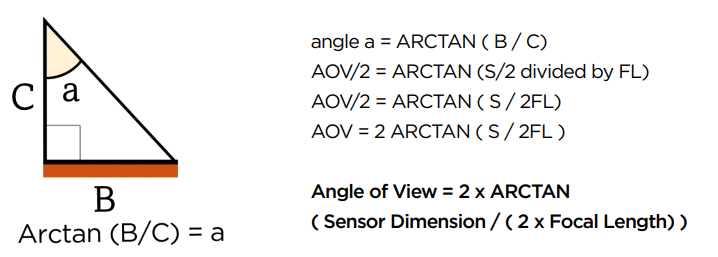 C
a
B
Arctan (B/C) = a
angle a = ARCTAN ( B / C)
AOV/2 = ARCTAN (S/2 divided by FL)
AOV/2 = ARCTAN ( S / 2FL)
AOV = 2 ARCTAN ( S / 2FL )
Angle of View = 2 x ARCTAN
( Sensor Dimension / ( 2 x Focal Length) )